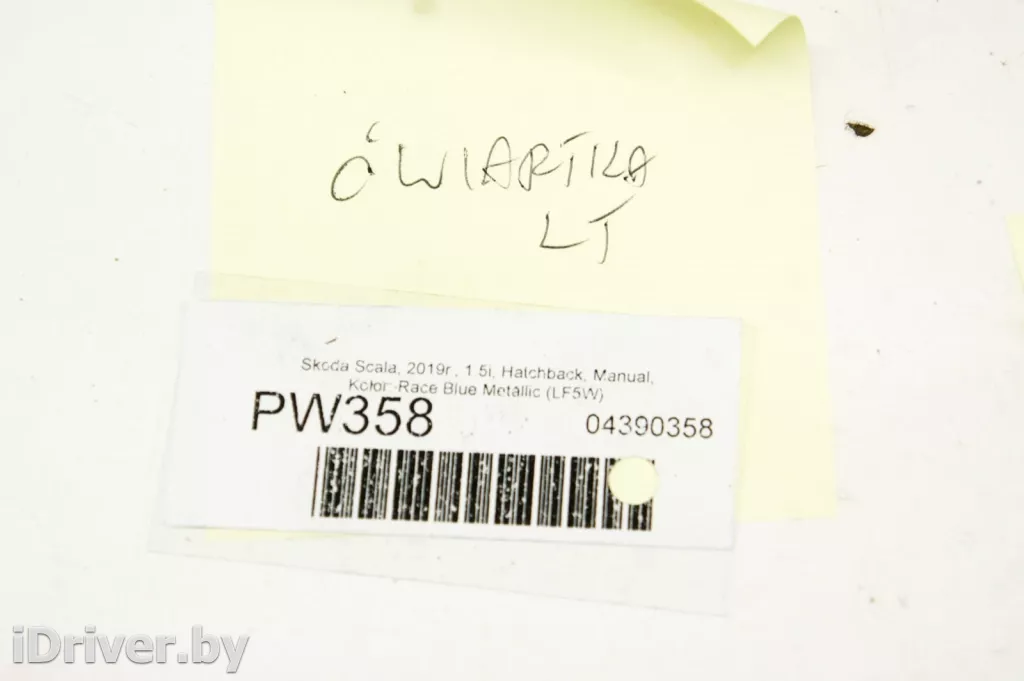 ĆWIARTKA
LT
Skoda Scala, 2019r., 1.5i, Hatchback, Manual,
Kolor:-Race Blue Metallic (LF5W)
PW358
04390358
iDriver.by